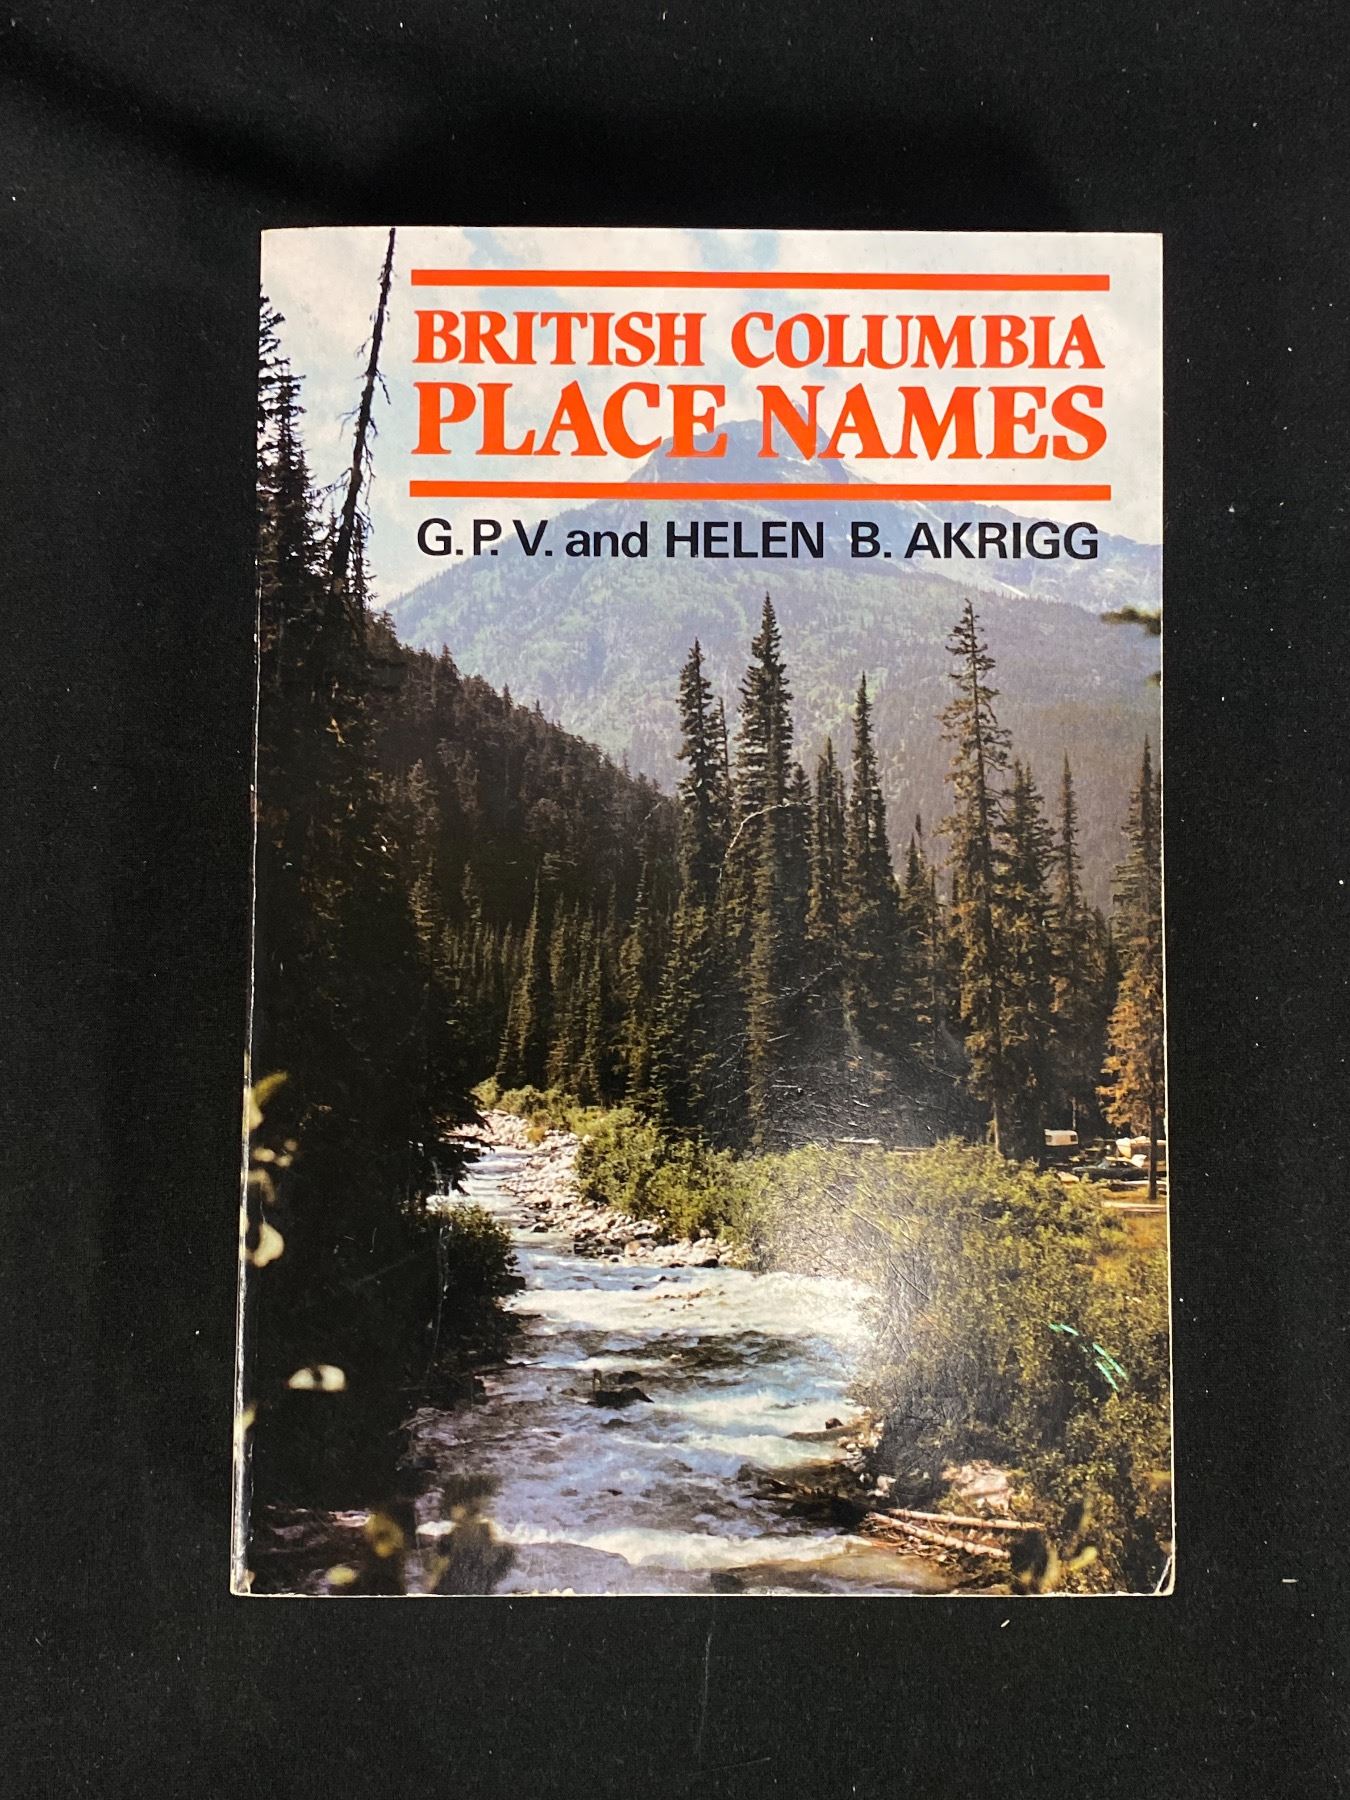 BRITISH COLUMBIA
PLACE NAMES
G.P.V. and HELEN B. AKRIGG